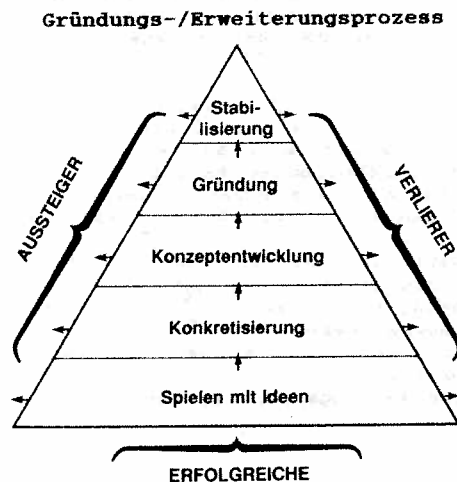 Gründungs-/Erweiterungsprozess
Stabi-
lisierung
Gründung
Konzeptentwicklung
Konkretisierung
Spielen mit Ideen
AUSSTEIGER
VERLIERER
ERFOLGREICHE